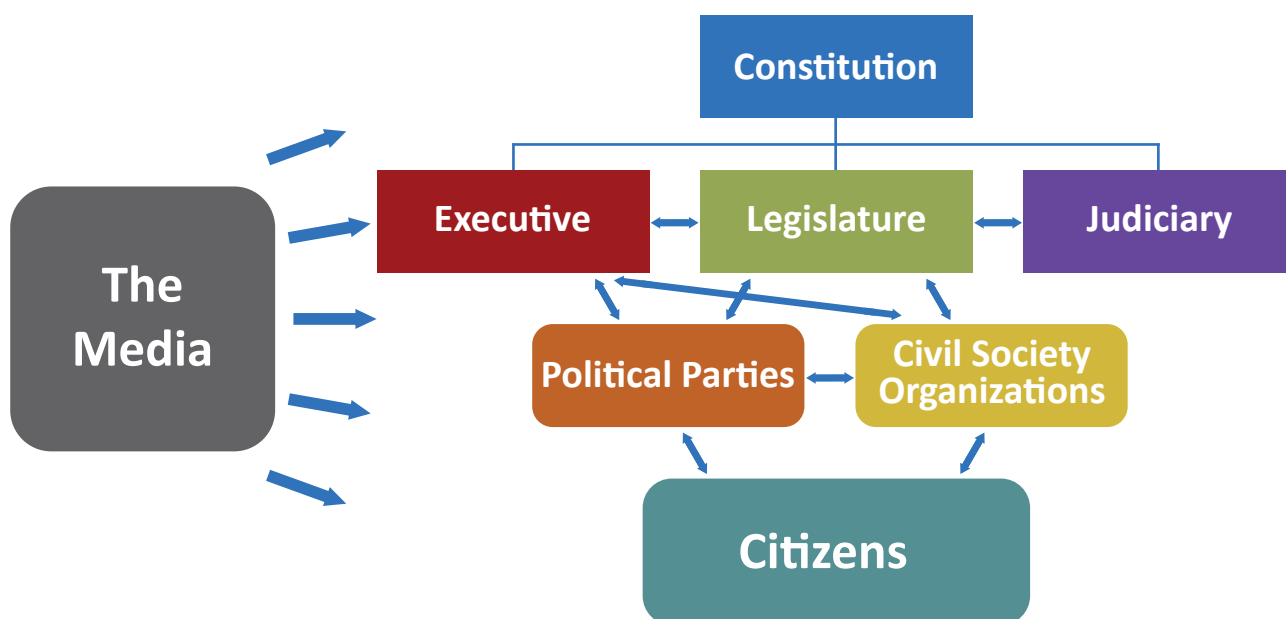 Constitution
Executive
Legislature
Judiciary
The
Media
Political Parties
Civil Society
Organizations
Citizens